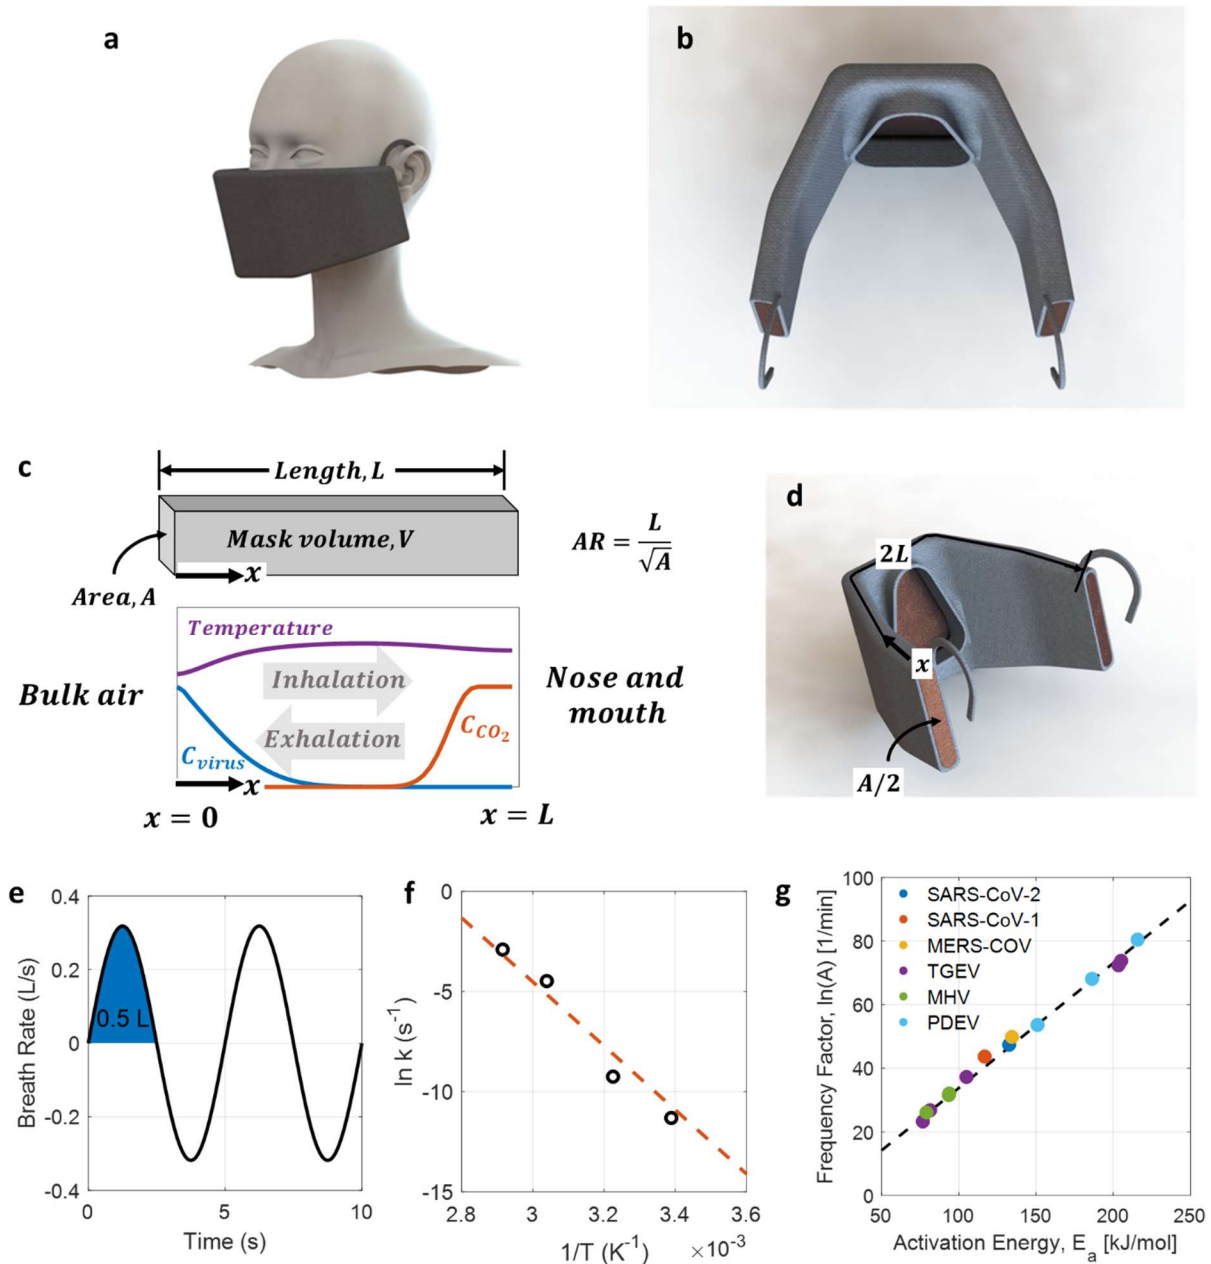 a
b
c
Length, L
Mask volume, V
x
Area, A
AR = L/√A
Temperature
Inhalation
Exhalation
C_virus
C_CO₂
x
Bulk air
Nose and
mouth
x = 0
x = L
d
2L
x
A/2
e
Breath Rate (L/s)
0.4
0.2
0
-0.2
-0.4
0.5 L
0
5
10
Time (s)
f
ln k (s⁻¹)
0
-5
-10
-15
2.8
3
3.2
3.4
3.6
1/T (K⁻¹)
×10⁻³
g
Frequency Factor, ln(A) [1/min]
100
80
60
40
20
0
SARS-CoV-2
SARS-CoV-1
MERS-COV
TGEV
MHV
PDEV
50
100
150
200
250
Activation Energy, E_a [kJ/mol]